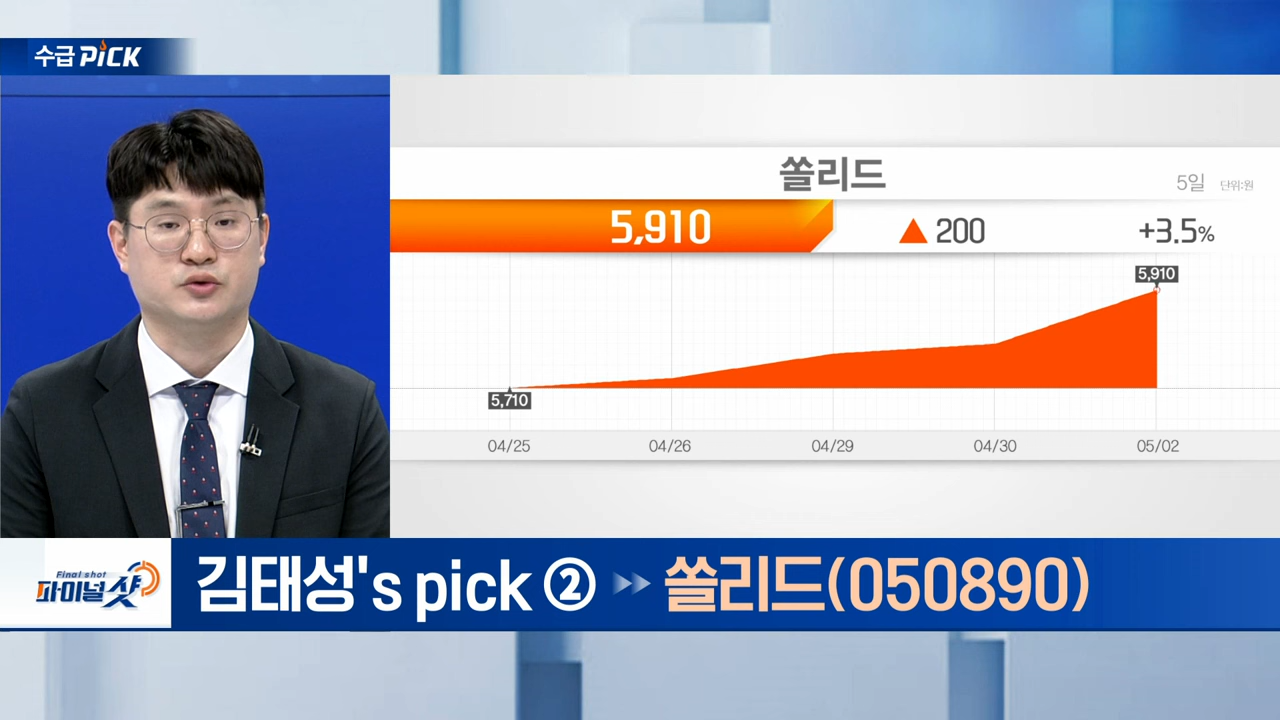 수급 PiCK
쏠리드
5일 단위:원
5,910 ▲ 200 +3.5%
5,910
5,710
04/25 04/26 04/29 04/30 05/02
Final shot
파이널샷
김태성's pick ② 쏠리드(050890)